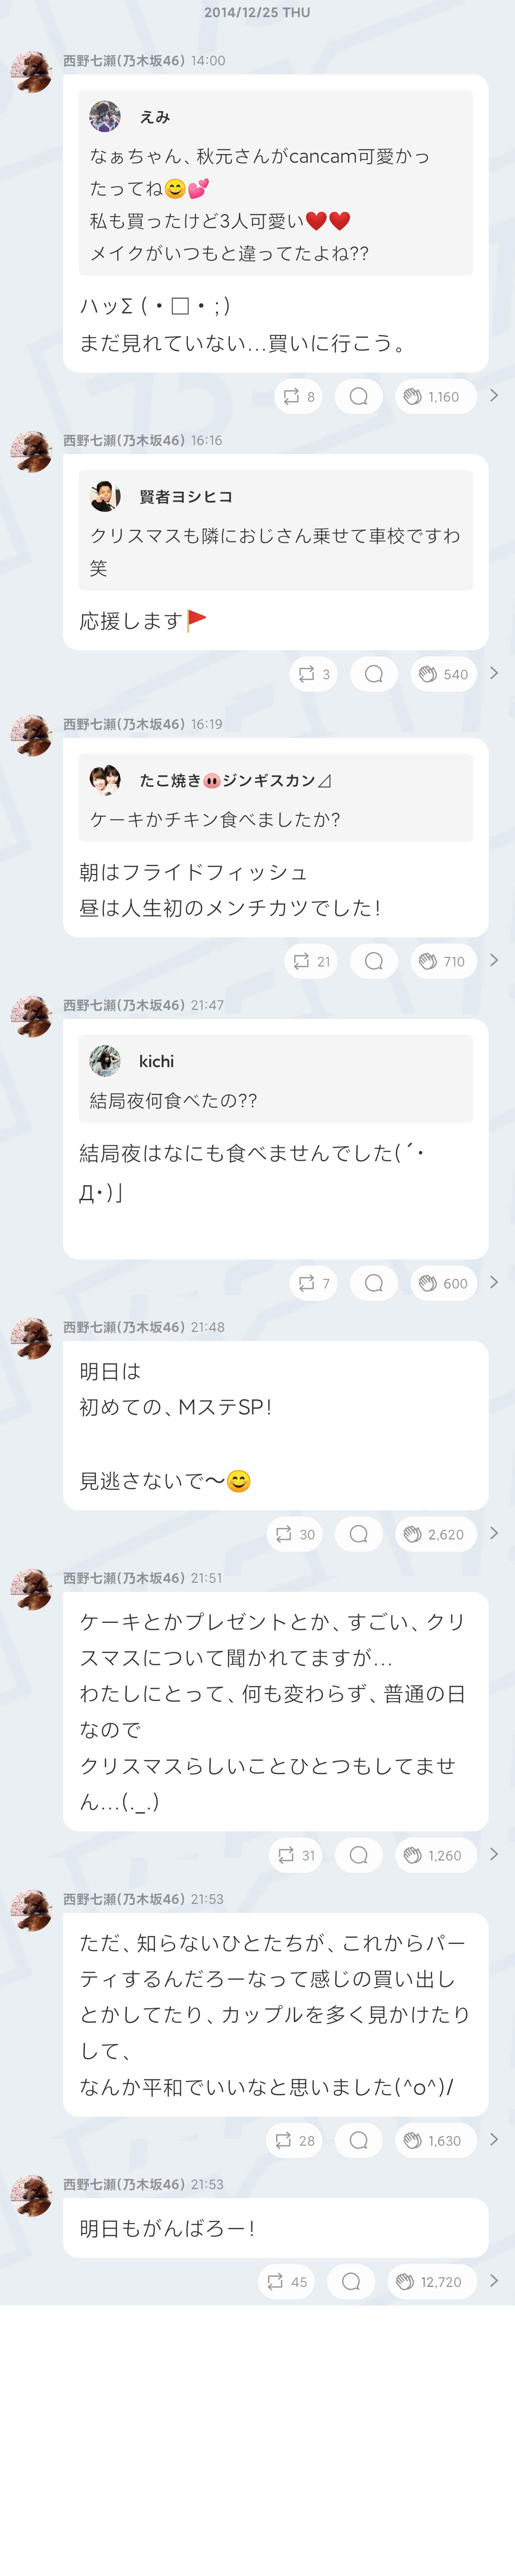 2014/12/25 THU
西野七瀬(乃木坂46) 14:00
えみ
なぁちゃん、秋元さんがcancam可愛かっ
たってね😊💕
私も買ったけど3人可愛い❤️❤️
メイクがいつもと違ってたよね??
ハッΣ (・□・;)
まだ見れていない...買いに行こう。
8 1,160
西野七瀬(乃木坂46) 16:16
賢者ヨシヒコ
クリスマスも隣におじさん乗せて車校ですわ
笑
応援します🚩
3 540
西野七瀬(乃木坂46) 16:19
たこ焼き🐽ジンギスカン⊿
ケーキかチキン食べましたか?
朝はフライドフィッシュ
昼は人生初のメンチカツでした!
21 710
西野七瀬(乃木坂46) 21:47
kichi
結局夜何食べたの??
結局夜はなにも食べませんでした(´・
Д・)」
7 600
西野七瀬(乃木坂46) 21:48
明日は
初めての、MステSP!
見逃さないで〜😊
30 2,620
西野七瀬(乃木坂46) 21:51
ケーキとかプレゼントとか、すごい、クリ
スマスについて聞かれてますが...
わたしにとって、何も変わらず、普通の日
なので
クリスマスらしいことひとつもしてませ
ん...(._.)
31 1,260
西野七瀬(乃木坂46) 21:53
ただ、知らないひとたちが、これからパー
ティするんだろーなって感じの買い出し
とかしてたり、カップルを多く見かけたり
して、
なんか平和でいいなと思いました(^o^)/
28 1,630
西野七瀬(乃木坂46) 21:53
明日もがんばろー!
45 12,720